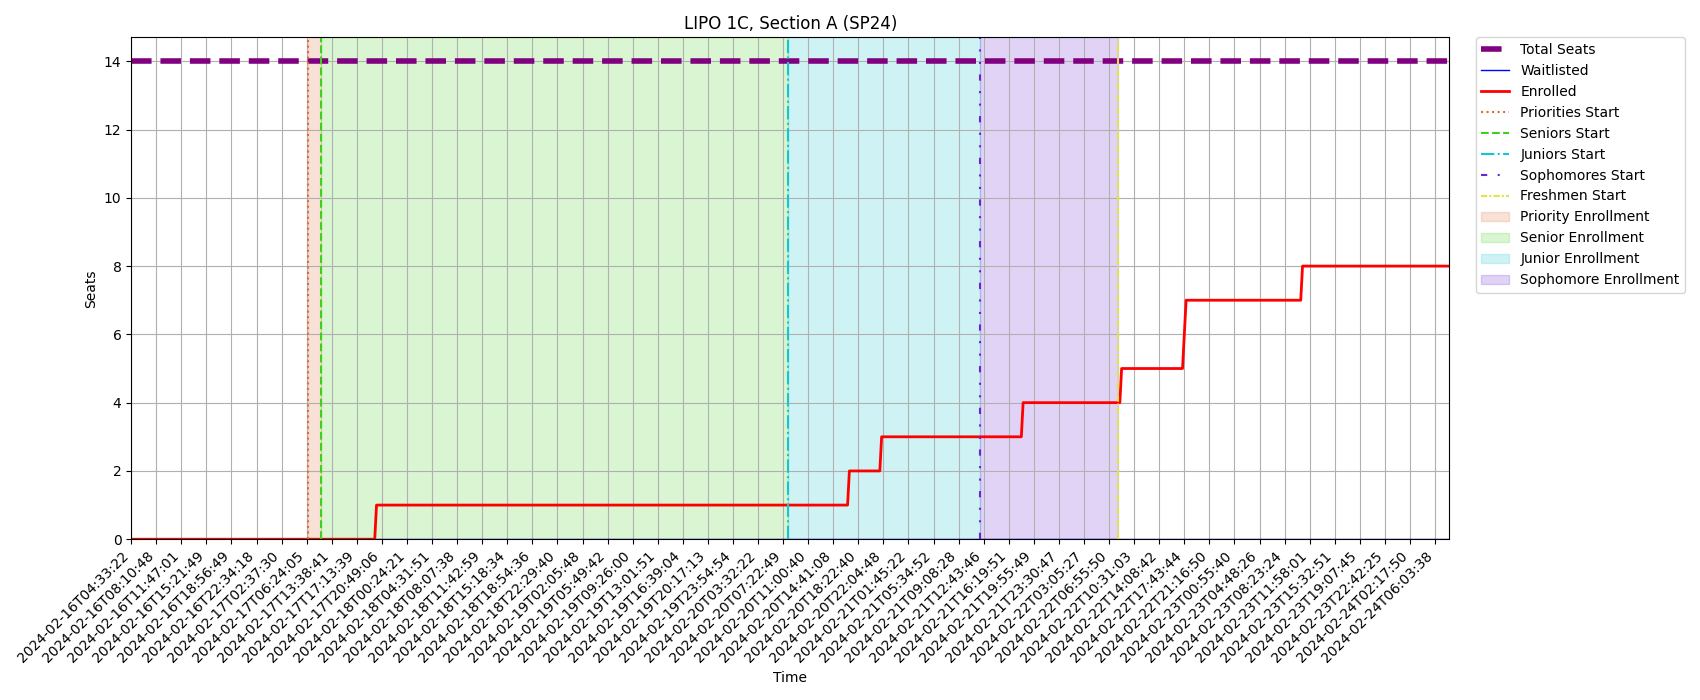 LIPO 1C, Section A (SP24)
Seats
14
12
10
8
6
4
2
0
2024-02-16T04:33:22
2024-02-16T08:10:48
2024-02-16T11:47:01
2024-02-16T15:21:49
2024-02-16T18:56:49
2024-02-16T22:34:18
2024-02-17T02:37:30
2024-02-17T06:24:05
2024-02-17T13:38:41
2024-02-17T17:13:39
2024-02-17T20:49:06
2024-02-18T00:24:21
2024-02-18T04:31:51
2024-02-18T08:07:38
2024-02-18T11:42:59
2024-02-18T15:18:34
2024-02-18T18:54:36
2024-02-18T22:29:40
2024-02-19T02:05:48
2024-02-19T05:49:42
2024-02-19T09:26:00
2024-02-19T13:01:51
2024-02-19T16:39:04
2024-02-19T20:17:13
2024-02-19T23:54:54
2024-02-20T03:32:22
2024-02-20T07:22:49
2024-02-20T11:00:40
2024-02-20T14:41:08
2024-02-20T18:22:40
2024-02-20T22:04:48
2024-02-21T01:45:22
2024-02-21T05:34:52
2024-02-21T09:08:28
2024-02-21T12:43:46
2024-02-21T16:19:51
2024-02-21T19:55:49
2024-02-21T23:30:47
2024-02-22T03:05:27
2024-02-22T06:55:50
2024-02-22T10:31:03
2024-02-22T14:08:42
2024-02-22T17:43:44
2024-02-22T21:16:50
2024-02-23T00:55:40
2024-02-23T04:48:26
2024-02-23T08:23:24
2024-02-23T11:58:01
2024-02-23T15:32:51
2024-02-23T19:07:45
2024-02-23T22:42:25
2024-02-24T02:17:50
2024-02-24T06:03:38
Time
Total Seats
Waitlisted
Enrolled
Priorities Start
Seniors Start
Juniors Start
Sophomores Start
Freshmen Start
Priority Enrollment
Senior Enrollment
Junior Enrollment
Sophomore Enrollment